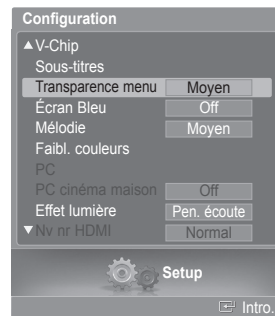 Configuration
▲V-Chip
Sous-titres
Transparence menu Moyen
Écran Bleu Off
Mélodie Moyen
Faibl. couleurs
PC
PC cinéma maison Off
Effet lumière Pen. écoute
▼Nv nr HDMI Normal
Setup
Intro.